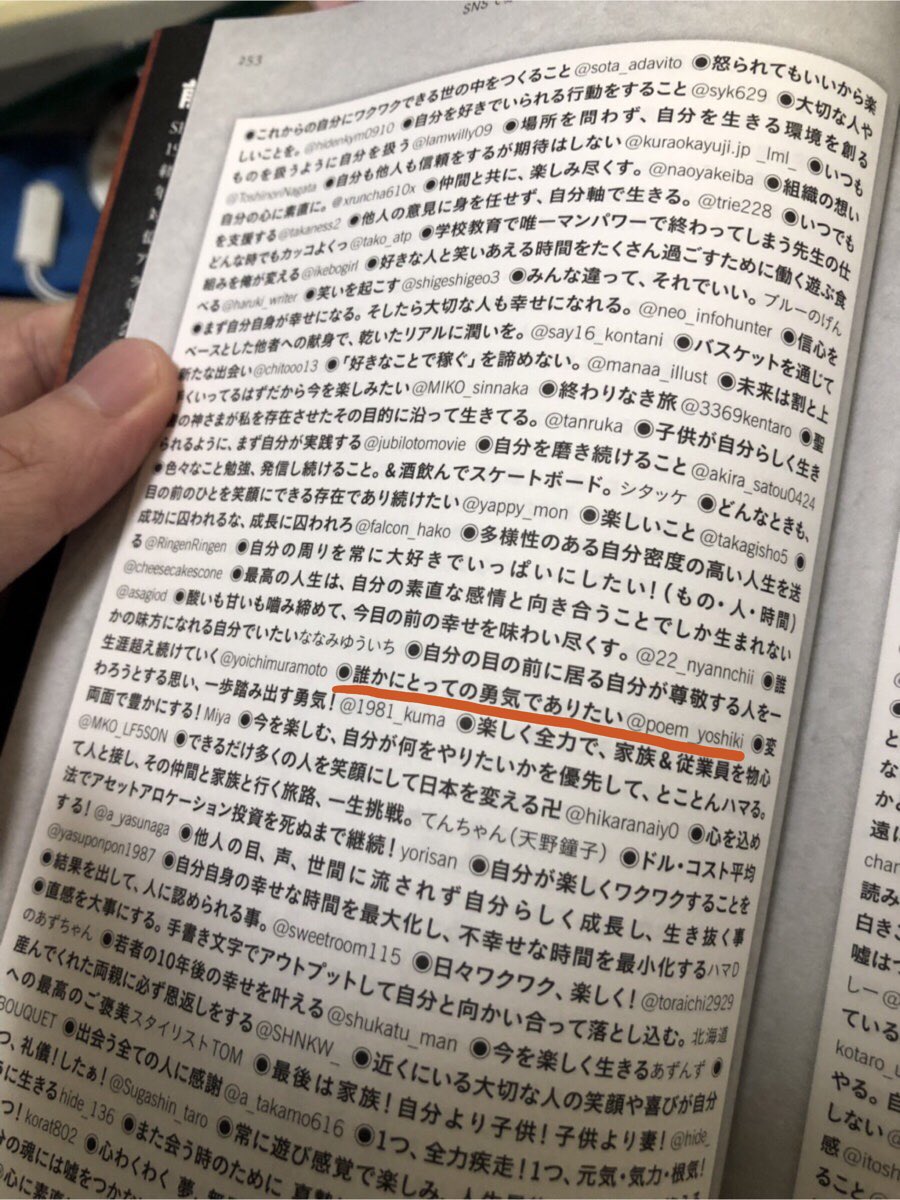 SNS
253
●これからの自分にワクワクできる世の中をつくること@sota_adavito ●怒られてもいいから楽
しいことを。@hidenkym0910 ●自分を好きでいられる行動をすること@syk629 ●大切な人や
ものを扱うように自分を扱う@lamwilly09 ●場所を問わず、自分を生きる環境を創る
@ToshinoriNagata ●自分も他人も信頼をするが期待はしない@kuraokayuji.jp _lml_ ●いつも
自分の心に素直に。@xruncha610x ●仲間と共に、楽しみ尽くす。@naoyakeiba ●組織の想い
を支援する@takaness2 ●他人の意見に身を任せず、自分軸で生きる。@trie228 ●いつでも
どんな時でもカッコよくっ@tako_atp ●学校教育で唯一マンパワーで終わってしまう先生の仕
組みを俺が変える@ikebogirl ●好きな人と笑いあえる時間をたくさん過ごすために働く遊ぶ食
べる@haruki_writer ●笑いを起こす@shigeshigeo3 ●みんな違って、それでいい。ブルーのげん
●まず自分自身が幸せになる。そしたら大切な人も幸せになれる。@neo_infohunter ●信心を
ベースとした他者への献身で、乾いたリアルに潤いを。@say16_kontani ●バスケットを通じて
新たな出会い@chitooo13 ●「好きなことで稼ぐ」を諦めない。@manaa_illust ●未来は割と上
くいってるはずだから今を楽しみたい@MIKO_sinnaka ●終わりなき旅@3369kentaro ●聖
の神さまが私を存在させたその目的に沿って生きてる。@tanruka ●子供が自分らしく生き
られるように、まず自分が実践する@jubilotomovie ●自分を磨き続けること@akira_satou0424
●色々なこと勉強、発信し続けること。&酒飲んでスケートボード。シタッケ ●どんなときも、
目の前のひとを笑顔にできる存在であり続けたい@yappy_mon ●楽しいこと@takagisho5 ●
成功に囚われるな、成長に囚われろ@falcon_hako ●多様性のある自分密度の高い人生を送
る@RingenRingen ●自分の周りを常に大好きでいっぱいにしたい！(もの・人・時間)
@cheesecakescone ●最高の人生は、自分の素直な感情と向き合うことでしか生まれない
@asagiod ●酸いも甘いも噛み締めて、今目の前の幸せを味わい尽くす。@22_nyannchii ●誰
かの味方になれる自分でいたいななみゆういち ●自分の目の前に居る自分が尊敬する人を一
生涯超え続けていく@yoichimuramoto ●誰かにとっての勇気でありたい@poem_yoshiki ●変
わろうとする思い、一歩踏み出す勇気！@1981_kuma ●楽しく全力で、家族&従業員を物心
両面で豊かにする！Miya ●今を楽しむ、自分が何をやりたいかを優先して、とことんハマる。
@MKO_LF5SON ●できるだけ多くの人を笑顔にして日本を変える卍@hikaranaiy0 ●心を込め
て人と接し、その仲間と家族と行く旅路、一生挑戦。てんちゃん(天野鐘子) ●ドル・コスト平均
法でアセットアロケーション投資を死ぬまで継続！yorisan ●自分が楽しくワクワクすることを
する！@a_yasunaga ●他人の目、声、世間に流されず自分らしく成長し、生き抜く事
@yasuponpon1987 ●自分自身の幸せな時間を最大化し、不幸せな時間を最小化するハマD
●結果を出して、人に認められる事。@sweetroom115 ●日々ワクワク、楽しく！@toraichi2929
●直感を大事にする。手書き文字でアウトプットして自分と向かい合って落とし込む。北海道
のあずちゃん ●若者の10年後の幸せを叶える@shukatu_man ●今を楽しく生きるあずんず ●
産んでくれた両親に必ず恩返しをする@SHNKW_ ●近くにいる大切な人の笑顔や喜びが自分
への最高のご褒美スタイリストTOM ●最後は家族！自分より子供！子供より妻！@hide_
BOUQUET ●出会う全ての人に感謝@a_takamo616 ●1つ、全力疾走！1つ、元気・気力・根気！
つ、礼儀！したぁ！@Sugashin_taro ●常に遊び感覚で楽しみ、人生
に生きるhide_136 ●また会う時のために
つ！korat802 ●心わくわく 夢、
の魂には嘘をつかな